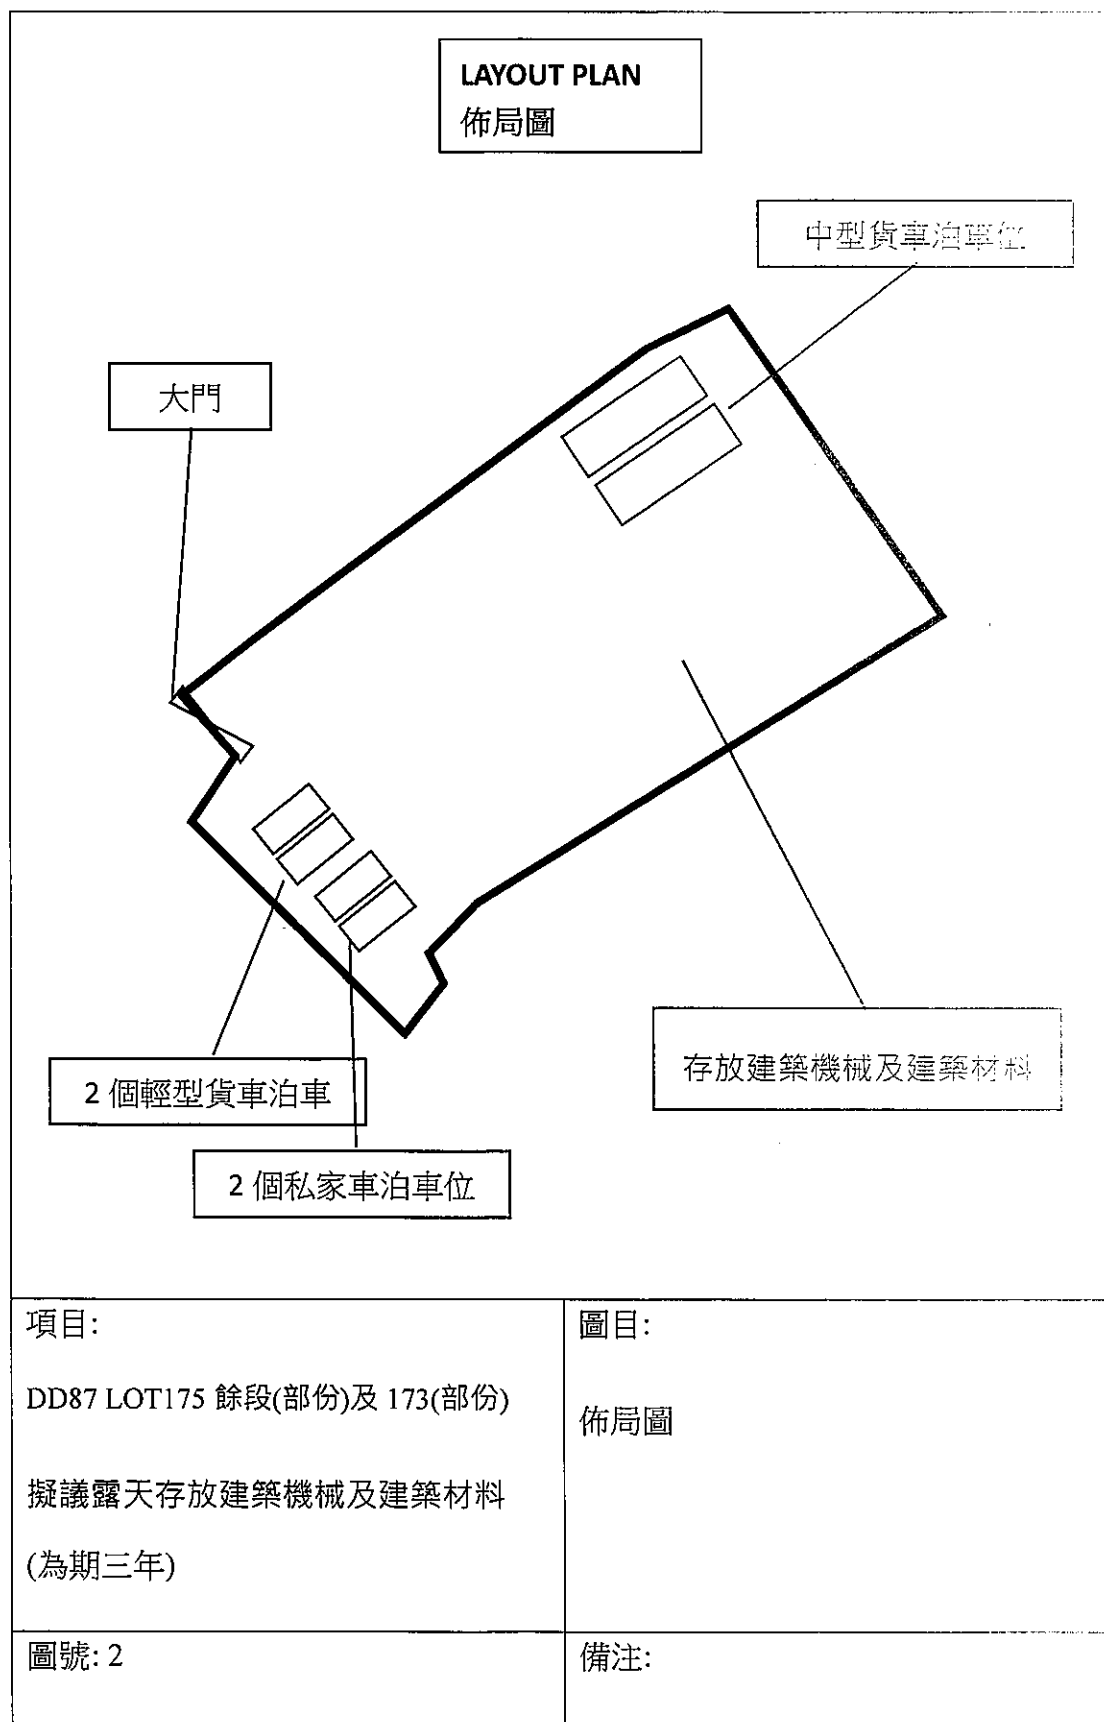 LAYOUT PLAN
佈局圖
中型貨車泊車位
大門
存放建築機械及建築材料
2 個輕型貨車泊車
2 個私家車泊車位
項目:
DD87 LOT175 餘段(部份)及 173(部份)
擬議露天存放建築機械及建築材料
(為期三年)
圖目:
佈局圖
圖號: 2
備注: